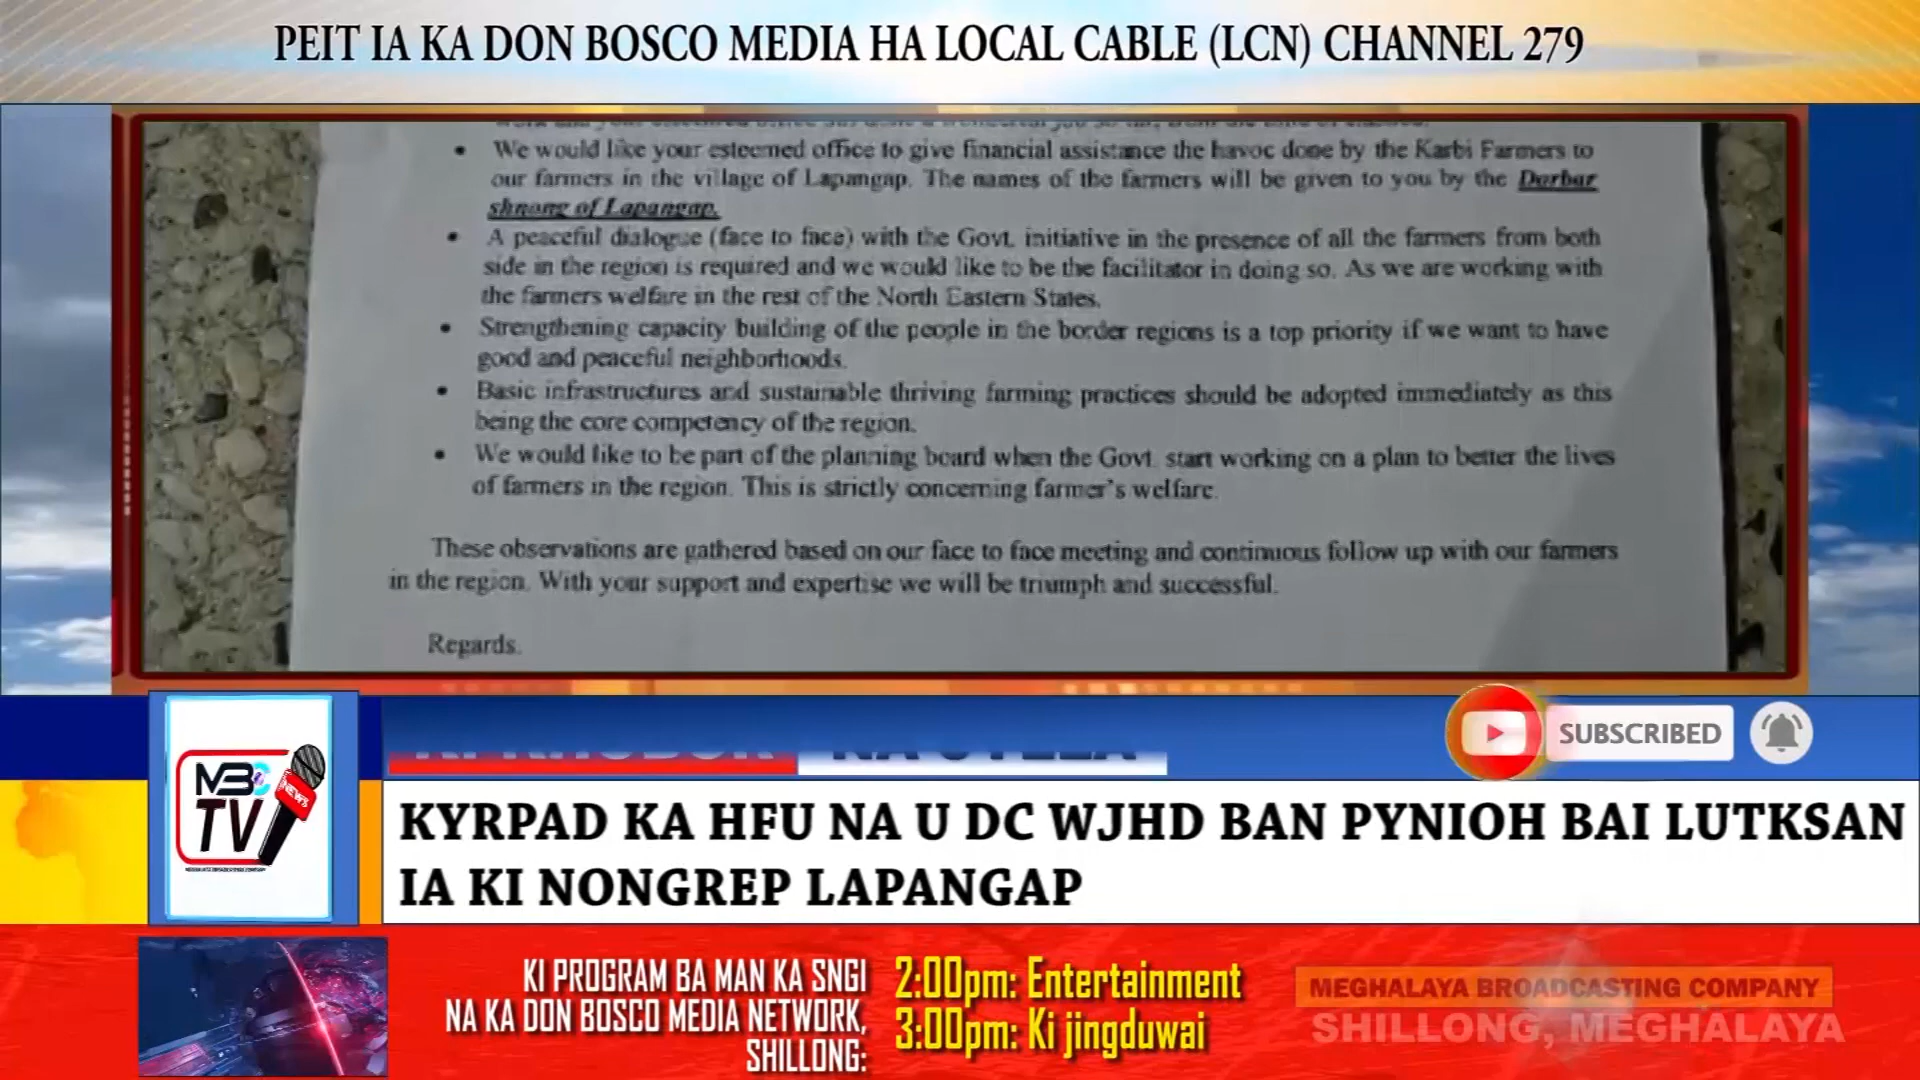 PEIT IA KA DON BOSCO MEDIA HA LOCAL CABLE (LCN) CHANNEL 279
• We would like your esteemed office to give financial assistance the havoc done by the Karbi Farmers to
our farmers in the village of Lapangap. The names of the farmers will be given to you by the Dorbar
shnong of Lapangap.
• A peaceful dialogue (face to face) with the Govt. initiative in the presence of all the farmers from both
side in the region is required and we would like to be the facilitator in doing so. As we are working with
the farmers welfare in the rest of the North Eastern States.
• Strengthening capacity building of the people in the border regions is a top priority if we want to have
good and peaceful neighborhoods.
• Basic infrastructures and sustainable thriving farming practices should be adopted immediately as this
being the core competency of the region.
• We would like to be part of the planning board when the Govt. start working on a plan to better the lives
of farmers in the region. This is strictly concerning farmer's welfare.
These observations are gathered based on our face to face meeting and continuous follow up with our farmers
in the region. With your support and expertise we will be triumph and successful.
Regards.
SUBSCRIBED
MBC
TV
NEWS
KYRPAD KA HFU NA U DC WJHD BAN PYNIOH BAI LUTKSAN
IA KI NONGREP LAPANGAP
KI PROGRAM BA MAN KA SNGI
NA KA DON BOSCO MEDIA NETWORK,
SHILLONG:
2:00pm: Entertainment
3:00pm: Ki jingduwai
MEGHALAYA BROADCASTING COMPANY
SHILLONG, MEGHALAYA